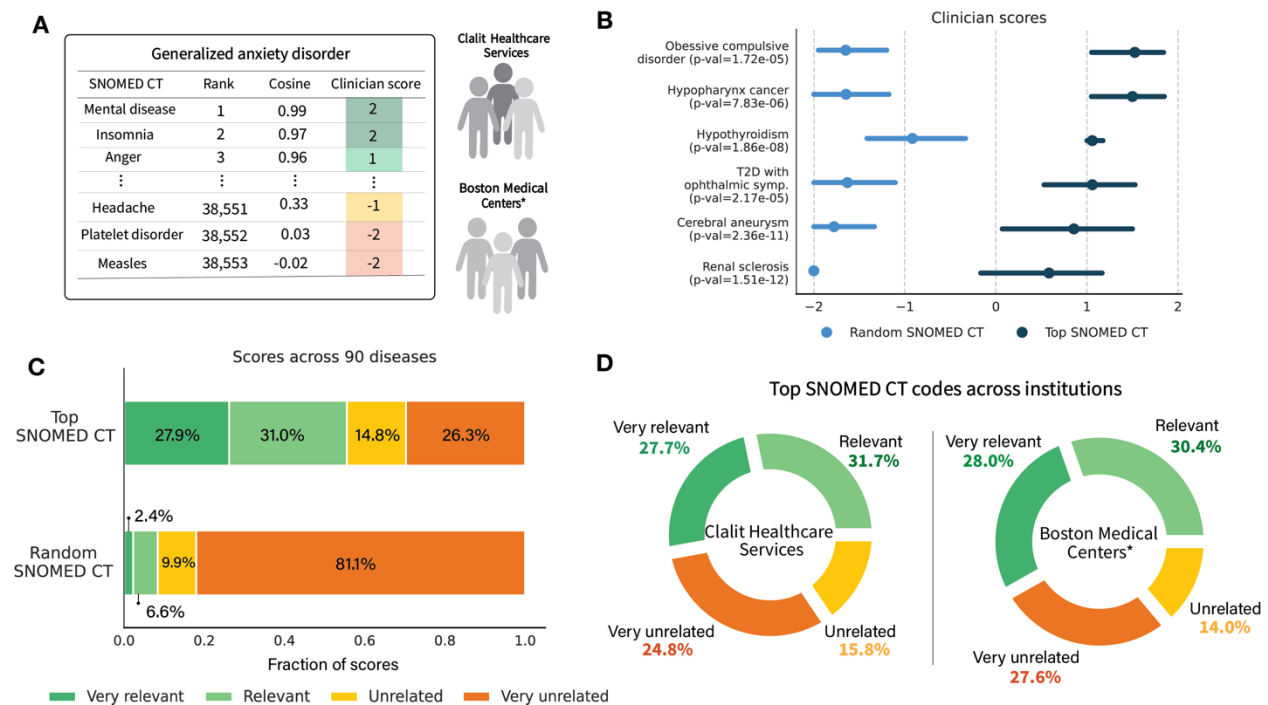 A
Generalized anxiety disorder
SNOMED CT Rank Cosine Clinician score
Mental disease 1 0.99 2
Insomnia 2 0.97 2
Anger 3 0.96 1
⋮ ⋮ ⋮ ⋮
Headache 38,551 0.33 -1
Platelet disorder 38,552 0.03 -2
Measles 38,553 -0.02 -2
Clalit Healthcare
Services
Boston Medical
Centers*
B
Clinician scores
Obessive compulsive
disorder (p-val=1.72e-05)
Hypopharynx cancer
(p-val=7.83e-06)
Hypothyroidism
(p-val=1.86e-08)
T2D with
ophthalmic symp.
(p-val=2.17e-05)
Cerebral aneurysm
(p-val=2.36e-11)
Renal sclerosis
(p-val=1.51e-12)
−2 −1 0 1 2
Random SNOMED CT Top SNOMED CT
C
Scores across 90 diseases
Top
SNOMED CT
27.9% 31.0% 14.8% 26.3%
2.4%
Random
SNOMED CT
9.9% 81.1%
6.6%
0.0 0.2 0.4 0.6 0.8 1.0
Fraction of scores
Very relevant Relevant Unrelated Very unrelated
D
Top SNOMED CT codes across institutions
Very relevant
27.7%
Relevant
31.7%
Clalit Healthcare
Services
Very unrelated
24.8%
Unrelated
15.8%
Very relevant
28.0%
Relevant
30.4%
Boston Medical
Centers*
Unrelated
14.0%
Very unrelated
27.6%